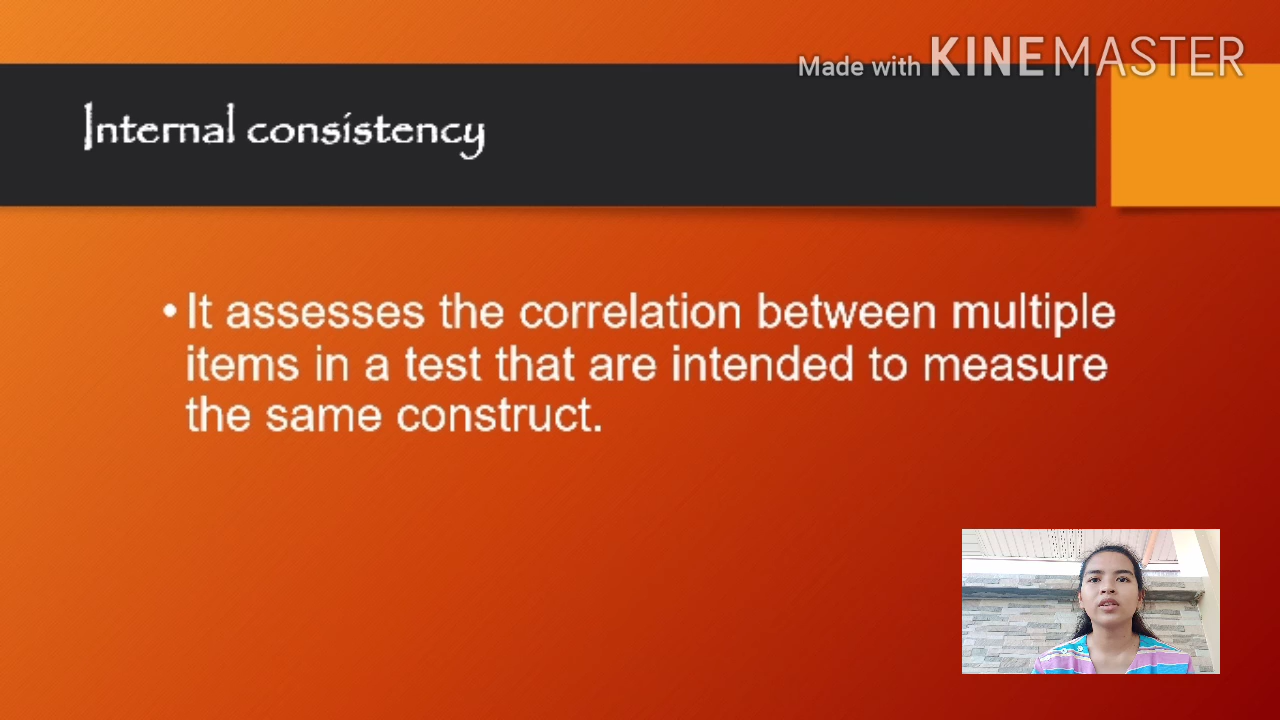 Made with KINEMASTER
Internal consistency
• It assesses the correlation between multiple
items in a test that are intended to measure
the same construct.